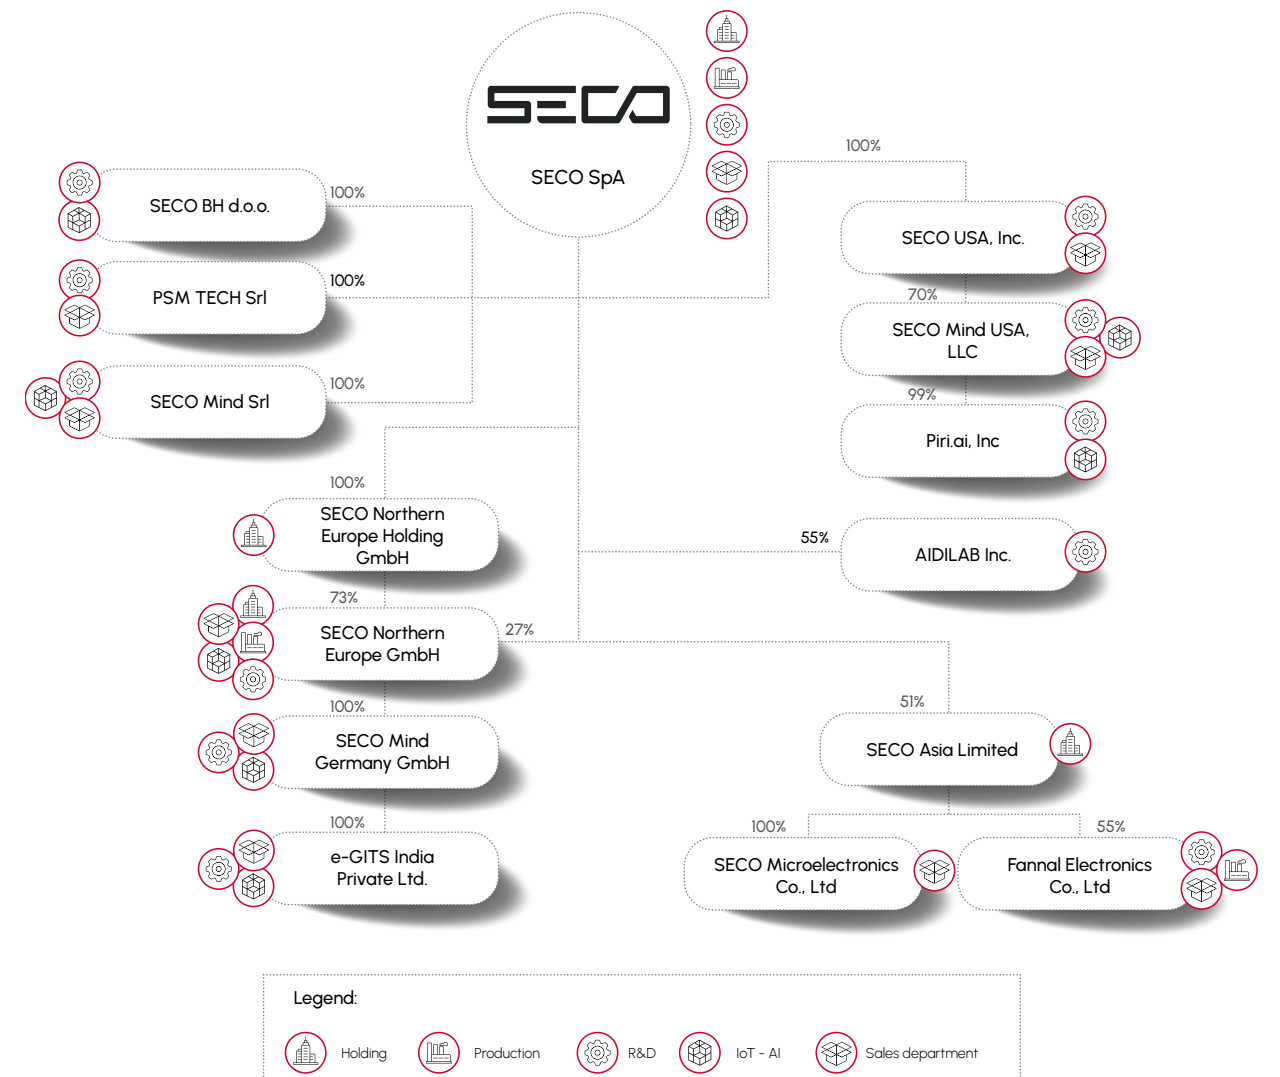 SECO
SECO SpA
100%
SECO BH d.o.o.
100%
SECO USA, Inc.
PSM TECH Srl
100%
70%
SECO Mind USA,
LLC
SECO Mind Srl
100%
99%
Piri.ai, Inc
100%
SECO Northern
Europe Holding
GmbH
55%
AIDILAB Inc.
73%
SECO Northern
Europe GmbH
27%
100%
SECO Mind
Germany GmbH
51%
SECO Asia Limited
100%
e-GITS India
Private Ltd.
100%
SECO Microelectronics
Co., Ltd
55%
Fannal Electronics
Co., Ltd
Legend:
Holding
Production
R&D
IoT - AI
Sales department